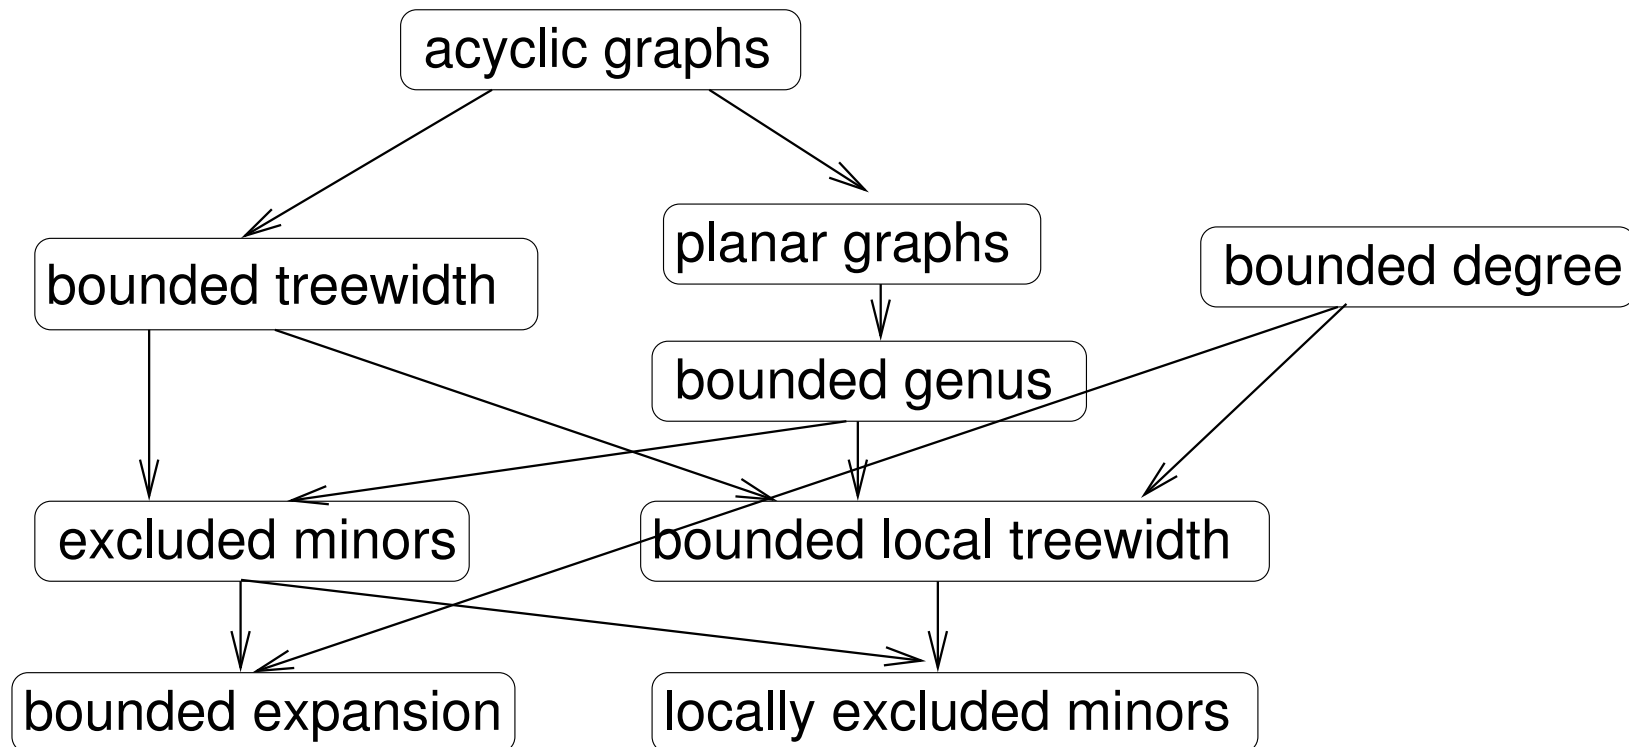 acyclic graphs
planar graphs
bounded degree
bounded treewidth
bounded genus
excluded minors
bounded local treewidth
bounded expansion
locally excluded minors